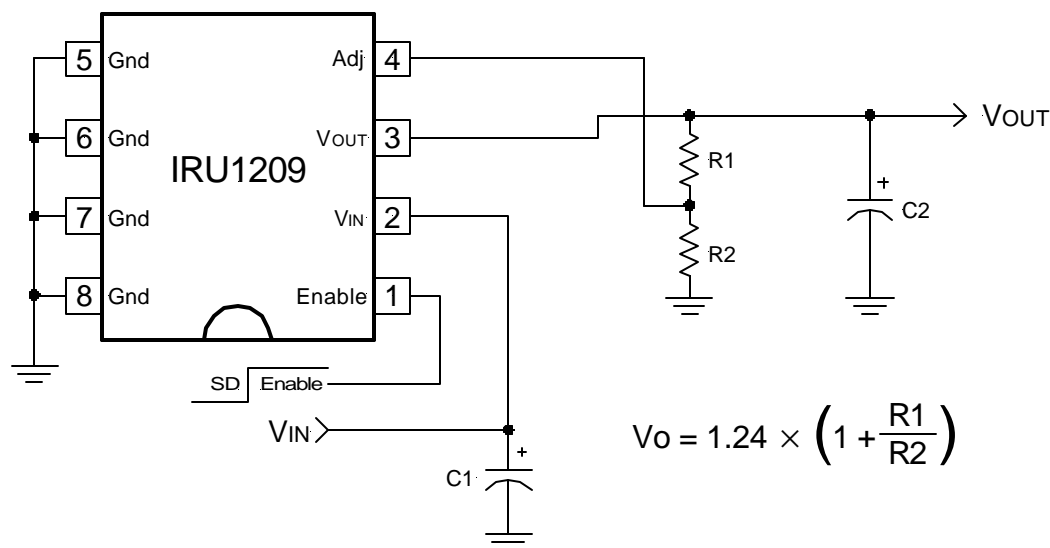 5 Gnd Adj 4
6 Gnd VOUT 3
IRU1209
7 Gnd VIN 2
8 Gnd Enable 1
VOUT
R1
C2
+
R2
SD Enable
VIN
+
C1
Vo = 1.24 × (1 + R1/R2)